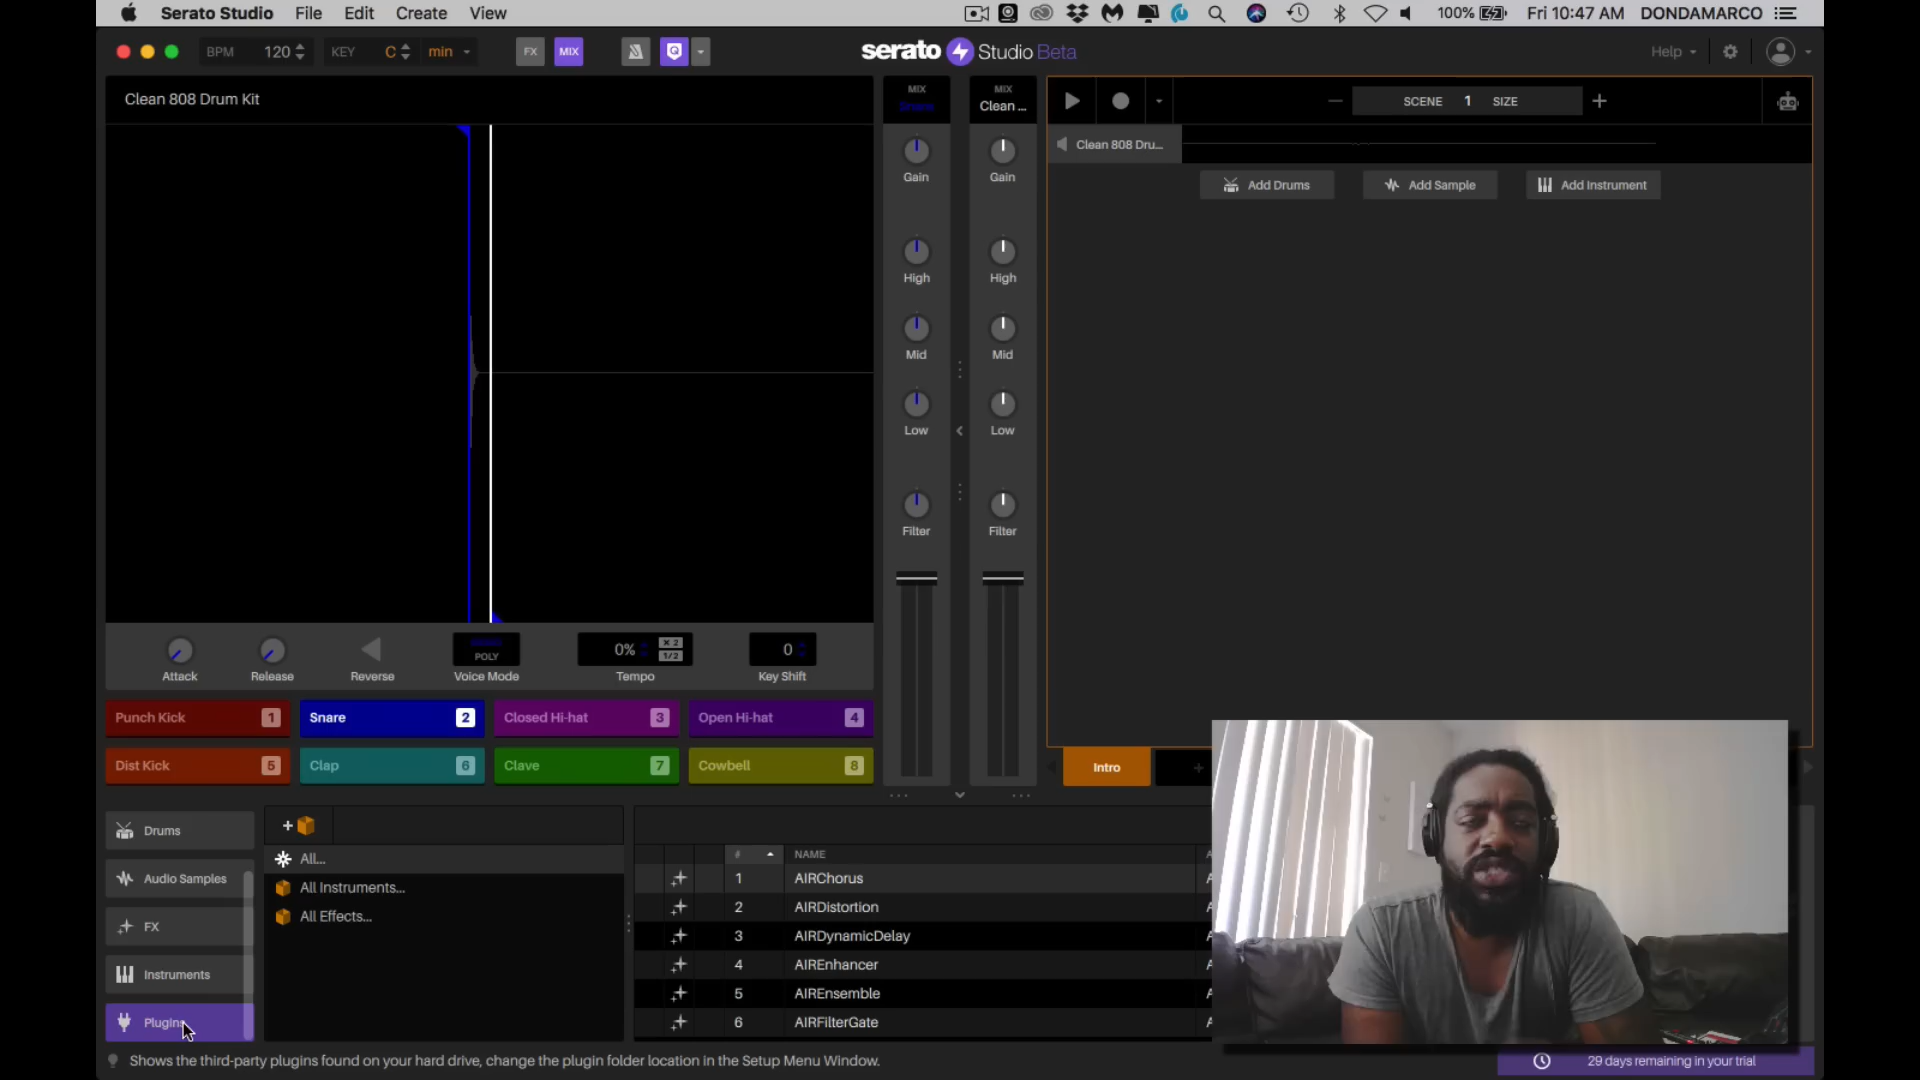 Serato Studio File Edit Create View 100% Fri 10:47 AM DONDAMARCO
BPM 120 KEY C min FX MIX serato Studio Beta Help
Clean 808 Drum Kit
MIX
Snare
MIX
Clean ...
SCENE 1 SIZE
Clean 808 Dru...
Add Drums Add Sample Add Instrument
Gain Gain
High High
Mid Mid
Low Low
Filter Filter
POLY 0% x 2 1/2 0
Attack Release Reverse Voice Mode Tempo Key Shift
Punch Kick 1 Snare 2 Closed Hi-hat 3 Open Hi-hat 4
Dist Kick 5 Clap 6 Clave 7 Cowbell 8
Intro
Drums
Audio Samples
FX
Instruments
Plugins
All...
All Instruments...
All Effects...
# NAME A
1 AIRChorus A
2 AIRDistortion A
3 AIRDynamicDelay A
4 AIREnhancer A
5 AIREnsemble A
6 AIRFilterGate A
Shows the third-party plugins found on your hard drive, change the plugin folder location in the Setup Menu Window.
29 days remaining in your trial